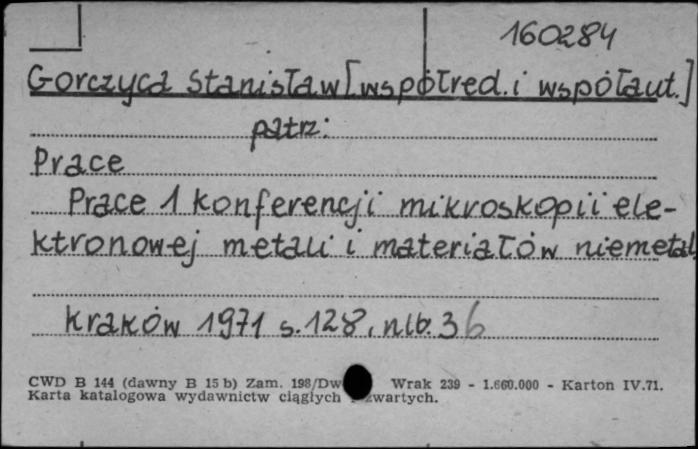 160284
Gorczyca Stanisław [współred. i współaut.]
patrz:
Prace
Prace 1 konferencji mikroskopii ele-
ktronowej metali i materiałów niemetal
Kraków 1971 s. 128, nlb. 36
CWD B 144 (dawny B 15 b) Zam. 198/Dw Wrak 239 - 1.660.000 - Karton IV.71.
Karta katalogowa wydawnictw ciągłych i zwartych.